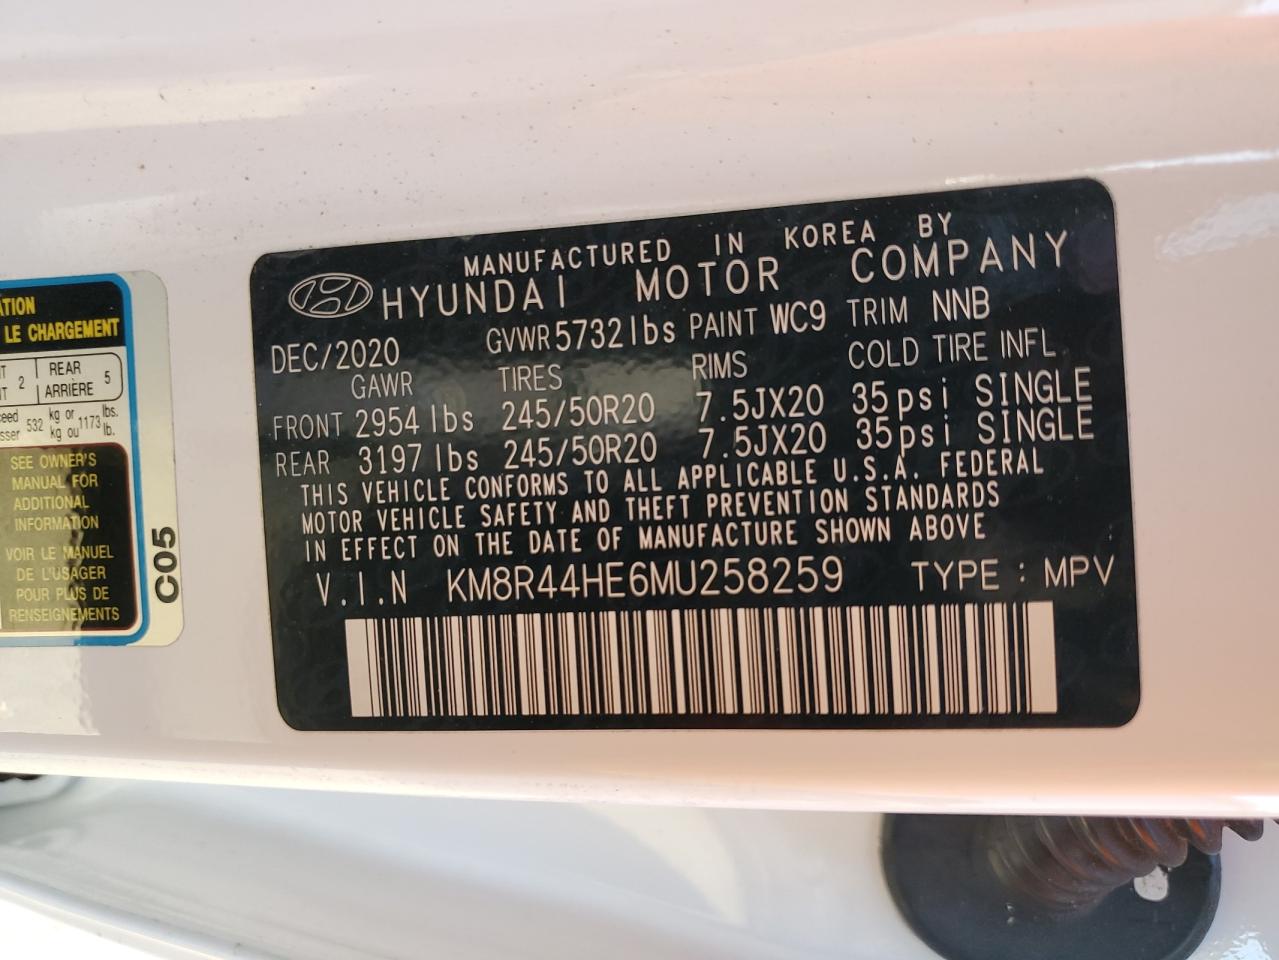 MANUFACTURED IN KOREA BY
HYUNDAI MOTOR COMPANY
DEC/2020 GVWR 5732 lbs PAINT WC9 TRIM NNB
GAWR TIRES RIMS COLD TIRE INFL
FRONT 2954 lbs 245/50R20 7.5JX20 35psi SINGLE
REAR 3197 lbs 245/50R20 7.5JX20 35psi SINGLE
THIS VEHICLE CONFORMS TO ALL APPLICABLE U.S.A. FEDERAL
MOTOR VEHICLE SAFETY AND THEFT PREVENTION STANDARDS
IN EFFECT ON THE DATE OF MANUFACTURE SHOWN ABOVE
V.I.N KM8R44HE6MU258259 TYPE : MPV
LE CHARGEMENT
2 REAR 5
ARRIÈRE
532 kg or 1173 lbs.
kg ou lb.
SEE OWNER'S
MANUAL FOR
ADDITIONAL
INFORMATION
VOIR LE MANUEL
DE L'USAGER
POUR PLUS DE
RENSEIGNEMENTS
C05